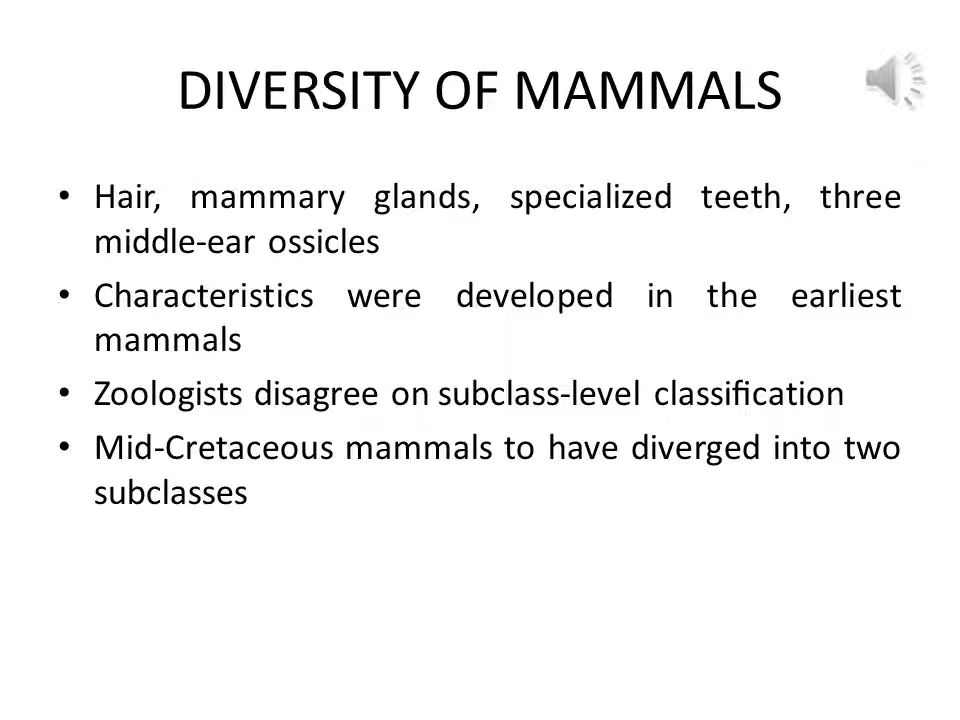 DIVERSITY OF MAMMALS
• Hair, mammary glands, specialized teeth, three
middle-ear ossicles
• Characteristics were developed in the earliest
mammals
• Zoologists disagree on subclass-level classification
• Mid-Cretaceous mammals to have diverged into two
subclasses